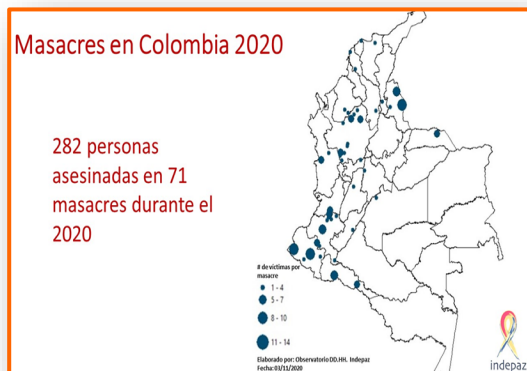 Masacres en Colombia 2020
282 personas
asesinadas en 71
masacres durante el
2020
# de víctimas por
masacre
1 - 4
5 - 7
8 - 10
11 - 14
Elaborado por: Observatorio DD.HH. Indepaz
Fecha: 03/11/2020
indepaz